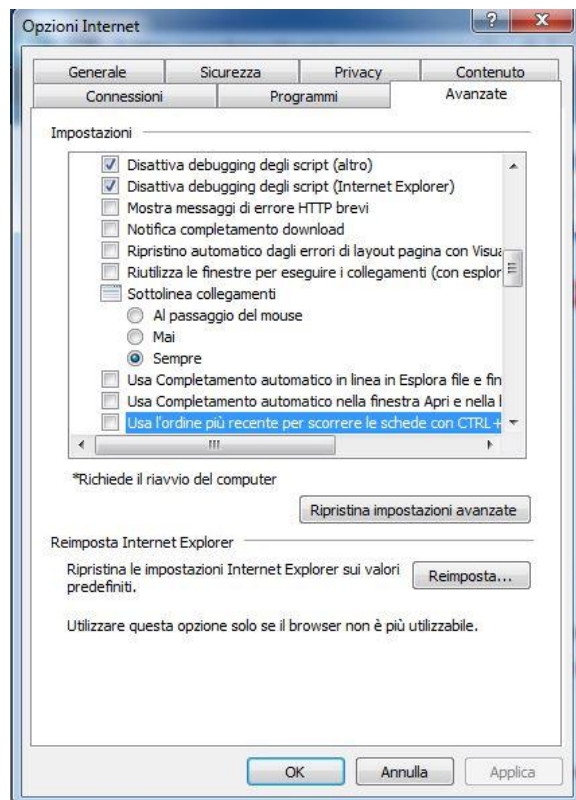 Opzioni Internet
Generale Sicurezza Privacy Contenuto
Connessioni Programmi Avanzate
Impostazioni
Disattiva debugging degli script (altro)
Disattiva debugging degli script (Internet Explorer)
Mostra messaggi di errore HTTP brevi
Notifica completamento download
Ripristino automatico dagli errori di layout pagina con Visua
Riutilizza le finestre per eseguire i collegamenti (con esplor
Sottolinea collegamenti
Al passaggio del mouse
Mai
Sempre
Usa Completamento automatico in linea in Esplora file e fin
Usa Completamento automatico nella finestra Apri e nella
Usa l'ordine più recente per scorrere le schede con CTRL+
*Richiede il riavvio del computer
Ripristina impostazioni avanzate
Reimposta Internet Explorer
Ripristina le impostazioni Internet Explorer sui valori
predefiniti.
Reimposta...
Utilizzare questa opzione solo se il browser non è più utilizzabile.
OK Annulla Applica